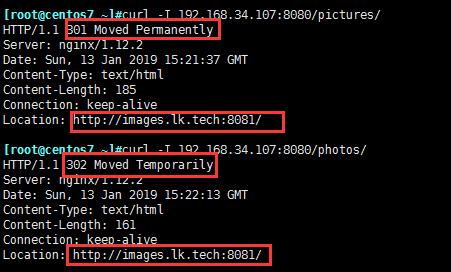 [root@centos7 ~]#curl -I 192.168.34.107:8080/pictures/
HTTP/1.1 301 Moved Permanently
Server: nginx/1.12.2
Date: Sun, 13 Jan 2019 15:21:37 GMT
Content-Type: text/html
Content-Length: 185
Connection: keep-alive
Location: http://images.lk.tech:8081/
[root@centos7 ~]#curl -I 192.168.34.107:8080/photos/
HTTP/1.1 302 Moved Temporarily
Server: nginx/1.12.2
Date: Sun, 13 Jan 2019 15:22:13 GMT
Content-Type: text/html
Content-Length: 161
Connection: keep-alive
Location: http://images.lk.tech:8081/